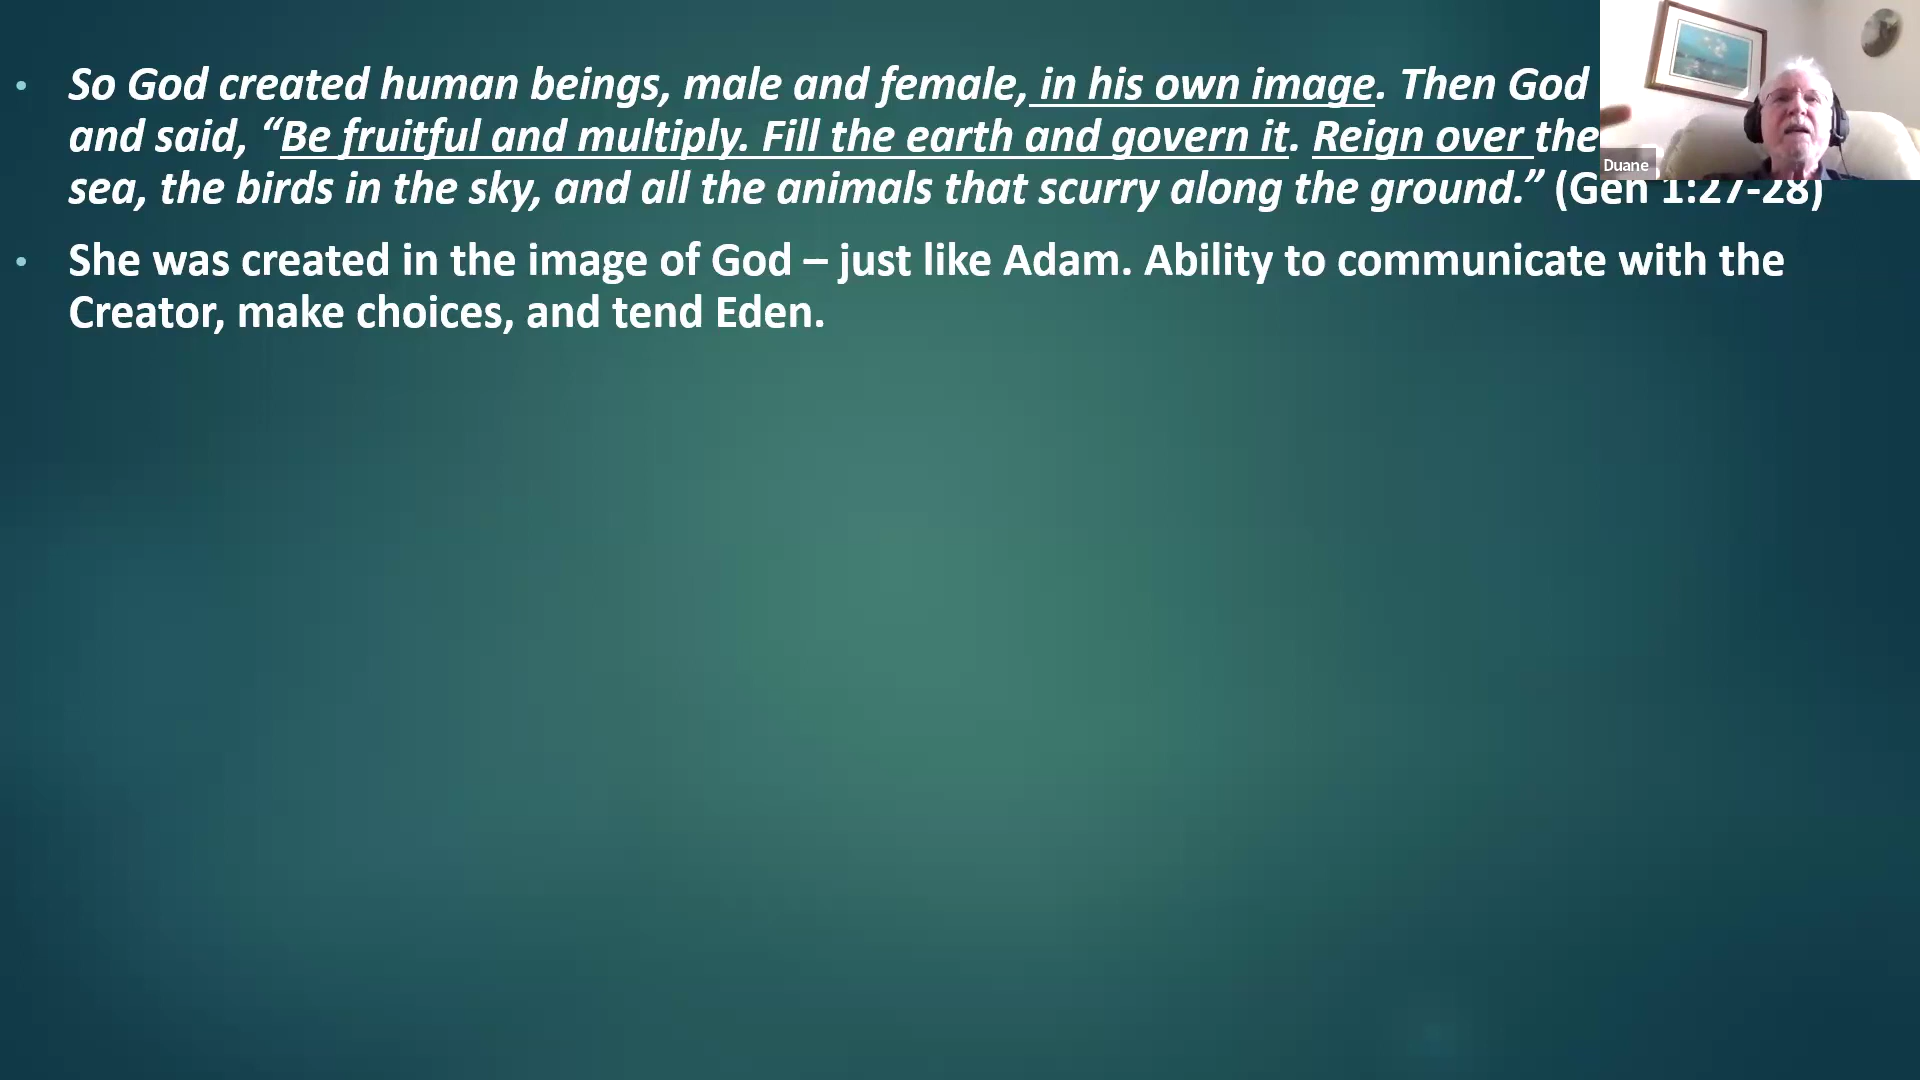 • So God created human beings, male and female, in his own image. Then God
and said, “Be fruitful and multiply. Fill the earth and govern it. Reign over the
sea, the birds in the sky, and all the animals that scurry along the ground.” (Gen 1:27-28)
• She was created in the image of God – just like Adam. Ability to communicate with the
Creator, make choices, and tend Eden.
Duane